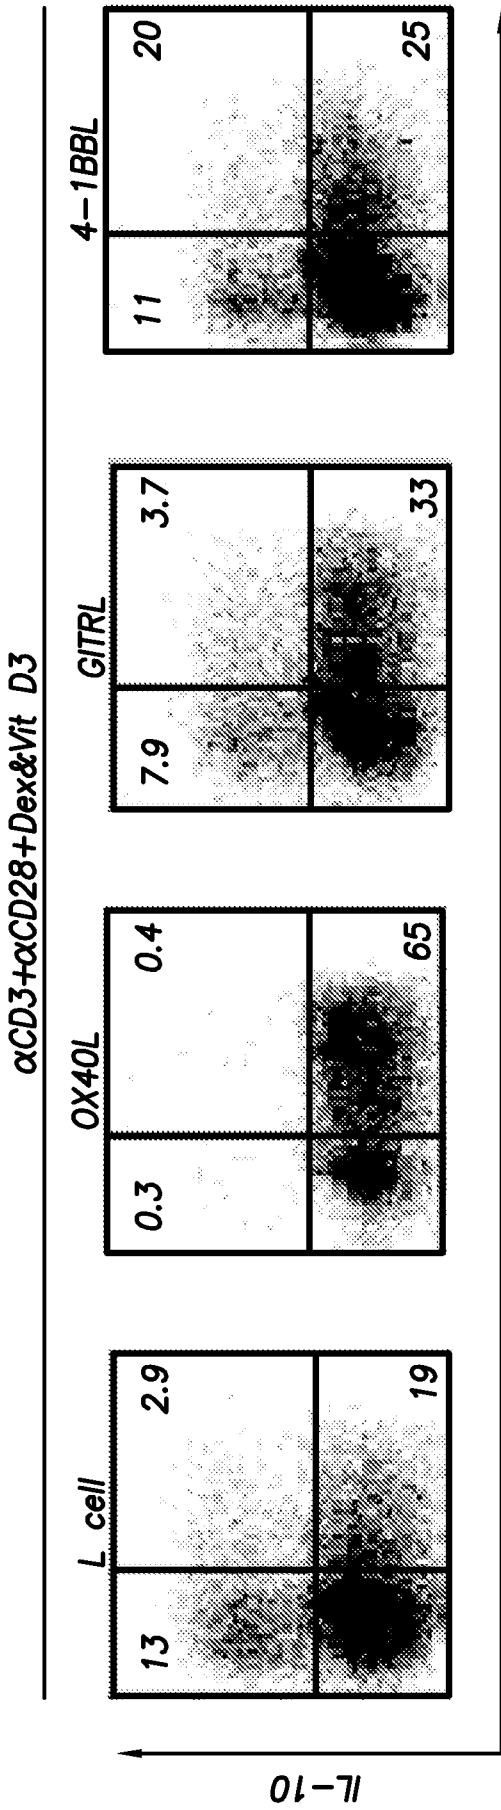 αCD3+αCD28+Dex&Vit D3
L cell
OX40L
GITRL
4-1BBL
13
2.9
0.3
0.4
7.9
3.7
11
20
19
65
33
25
IL-10